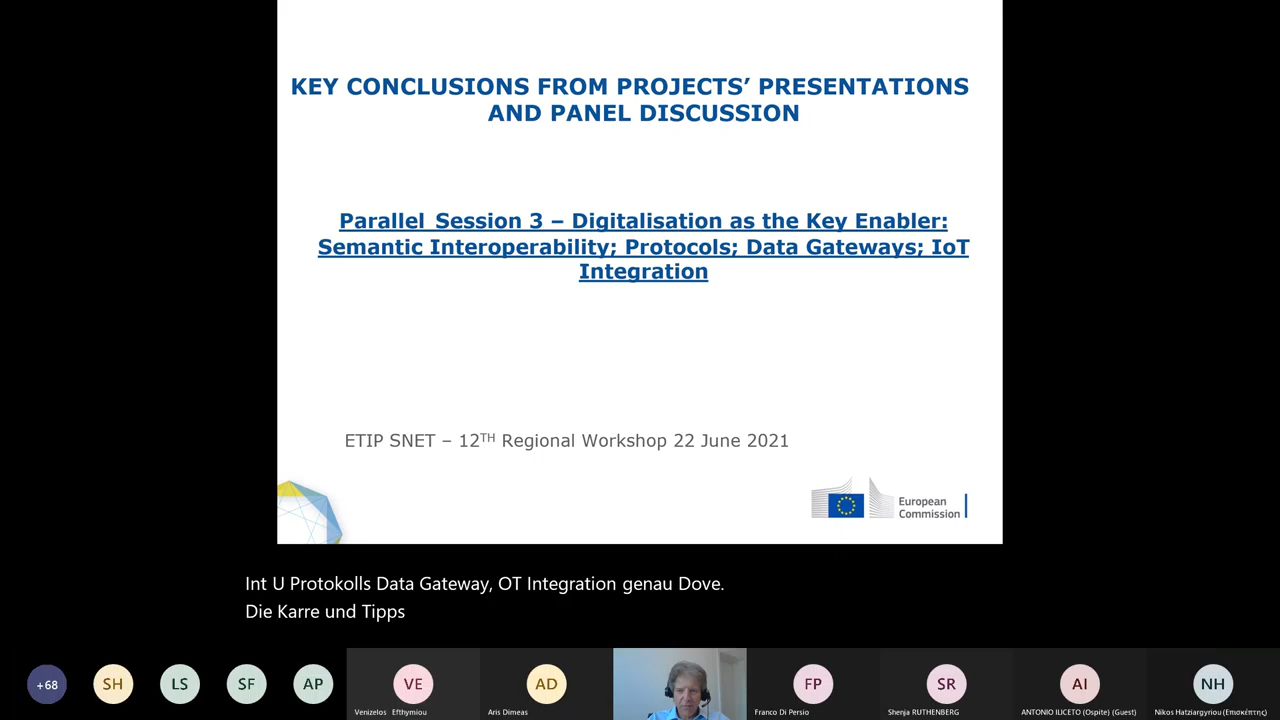 KEY CONCLUSIONS FROM PROJECTS’ PRESENTATIONS
AND PANEL DISCUSSION
Parallel Session 3 – Digitalisation as the Key Enabler:
Semantic Interoperability; Protocols; Data Gateways; IoT
Integration
ETIP SNET – 12TH Regional Workshop 22 June 2021
European
Commission
Int U Protokolls Data Gateway, OT Integration genau Dove.
Die Karre und Tipps
+68
SH
LS
SF
AP
VE
AD
FP
SR
AI
NH
Venizelos Efthymiou
Aris Dimeas
Franco Di Persio
Shenja RUTHENBERG
ANTONIO ILICETO (Ospite) (Guest)
Nikos Hatziargyriou (Επισκέπτης)